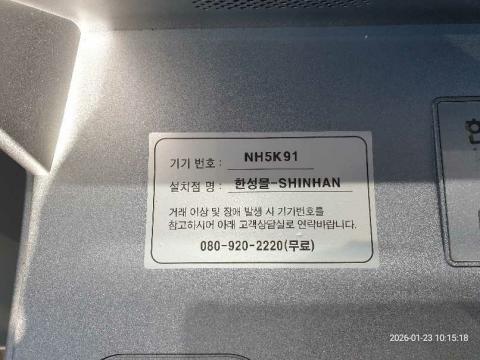 기기 번호 : NH5K91
설치점 명 : 한성몰-SHINHAN
거래 이상 및 장애 발생 시 기기번호를
참고하시어 아래 고객상담실로 연락바랍니다.
080-920-2220(무료)
2026-01-23 10:15:18